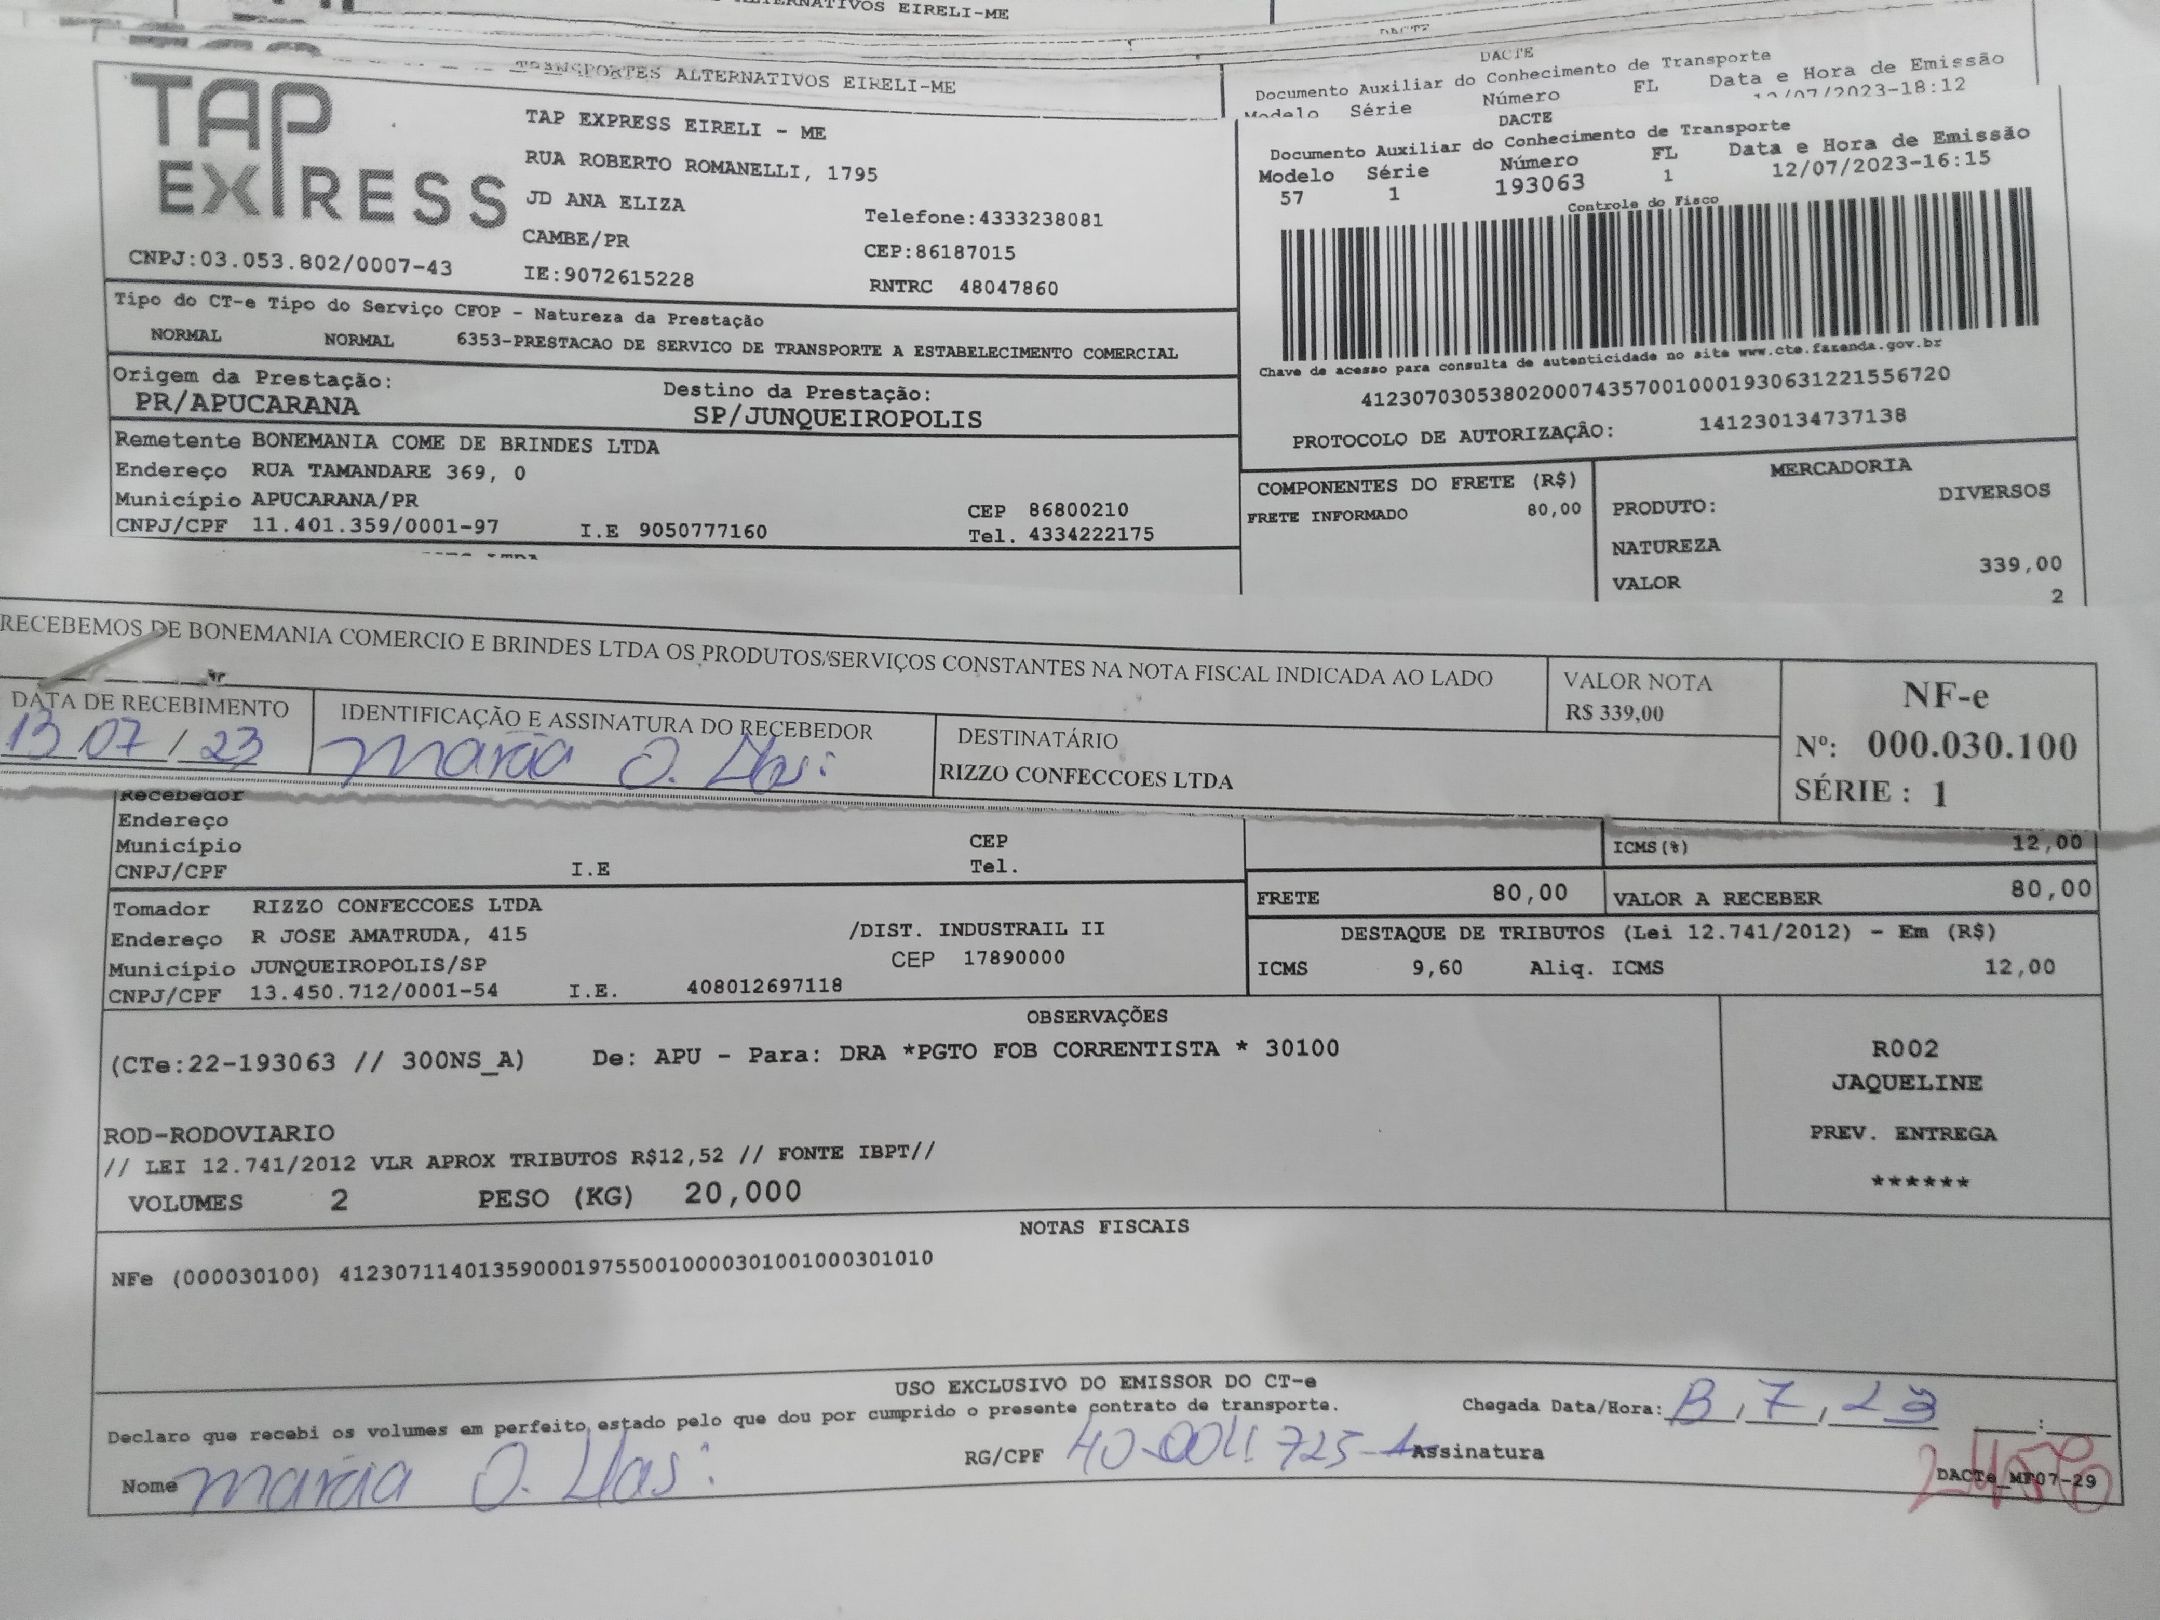 ALTERNATIVOS EIRELI-ME
DACTE
TRANSPORTES ALTERNATIVOS EIRELI-ME
DACTE
Documento Auxiliar do Conhecimento de Transporte
Modelo Série Número FL Data e Hora de Emissão
12/07/2023-18:12
TAP EXPRESS
CNPJ:03.053.802/0007-43
TAP EXPRESS EIRELI - ME
RUA ROBERTO ROMANELLI, 1795
JD ANA ELIZA
Telefone:4333238081
CAMBE/PR
CEP:86187015
IE:9072615228
RNTRC 48047860
DACTE
Documento Auxiliar do Conhecimento de Transporte
Modelo Série Número FL Data e Hora de Emissão
57 1 193063 1 12/07/2023-16:15
Controle do Fisco
Chave de acesso para consulta de autenticidade no site www.cte.fazenda.gov.br
41230703053802000743570010001930631221556720
PROTOCOLO DE AUTORIZAÇÂO: 141230134737138
Tipo do CT-e Tipo do Serviço CFOP - Natureza da Prestação
NORMAL NORMAL 6353-PRESTACAO DE SERVICO DE TRANSPORTE A ESTABELECIMENTO COMERCIAL
Origem da Prestação: Destino da Prestação:
PR/APUCARANA SP/JUNQUEIROPOLIS
Remetente BONEMANIA COME DE BRINDES LTDA
Endereço RUA TAMANDARE 369, 0
Município APUCARANA/PR CEP 86800210
CNPJ/CPF 11.401.359/0001-97 I.E 9050777160 Tel. 4334222175
COMPONENTES DO FRETE (R$)
FRETE INFORMADO 80,00
MERCADORIA
PRODUTO: DIVERSOS
NATUREZA
VALOR 339,00
2
RECEBEMOS DE BONEMANIA COMERCIO E BRINDES LTDA OS PRODUTOS/SERVIÇOS CONSTANTES NA NOTA FISCAL INDICADA AO LADO
VALOR NOTA
R$ 339,00
NF-e
Nº: 000.030.100
SÉRIE : 1
DATA DE RECEBIMENTO
13/07/23
IDENTIFICAÇÃO E ASSINATURA DO RECEBEDOR
DESTINATÁRIO
RIZZO CONFECCOES LTDA
Recebedor
Endereço
Município CEP
CNPJ/CPF I.E Tel.
ICMS(%) 12,00
FRETE 80,00 VALOR A RECEBER 80,00
Tomador RIZZO CONFECCOES LTDA
Endereço R JOSE AMATRUDA, 415 /DIST. INDUSTRAIL II
Município JUNQUEIROPOLIS/SP CEP 17890000
CNPJ/CPF 13.450.712/0001-54 I.E. 408012697118
DESTAQUE DE TRIBUTOS (Lei 12.741/2012) - Em (R$)
ICMS 9,60 Aliq. ICMS 12,00
OBSERVAÇÕES
(CTe:22-193063 // 300NS_A) De: APU - Para: DRA *PGTO FOB CORRENTISTA * 30100
ROD-RODOVIARIO
// LEI 12.741/2012 VLR APROX TRIBUTOS R$12,52 // FONTE IBPT//
VOLUMES 2 PESO (KG) 20,000
R002
JAQUELINE
PREV. ENTREGA
******
NOTAS FISCAIS
NFe (000030100) 41230711401359000197550010000301001000301010
USO EXCLUSIVO DO EMISSOR DO CT-e
Declaro que recebi os volumes em perfeito estado pelo que dou por cumprido o presente contrato de transporte.
Chegada Data/Hora: 13,7,23 __:__
Nome
RG/CPF Assinatura
DACTe_MF07-29